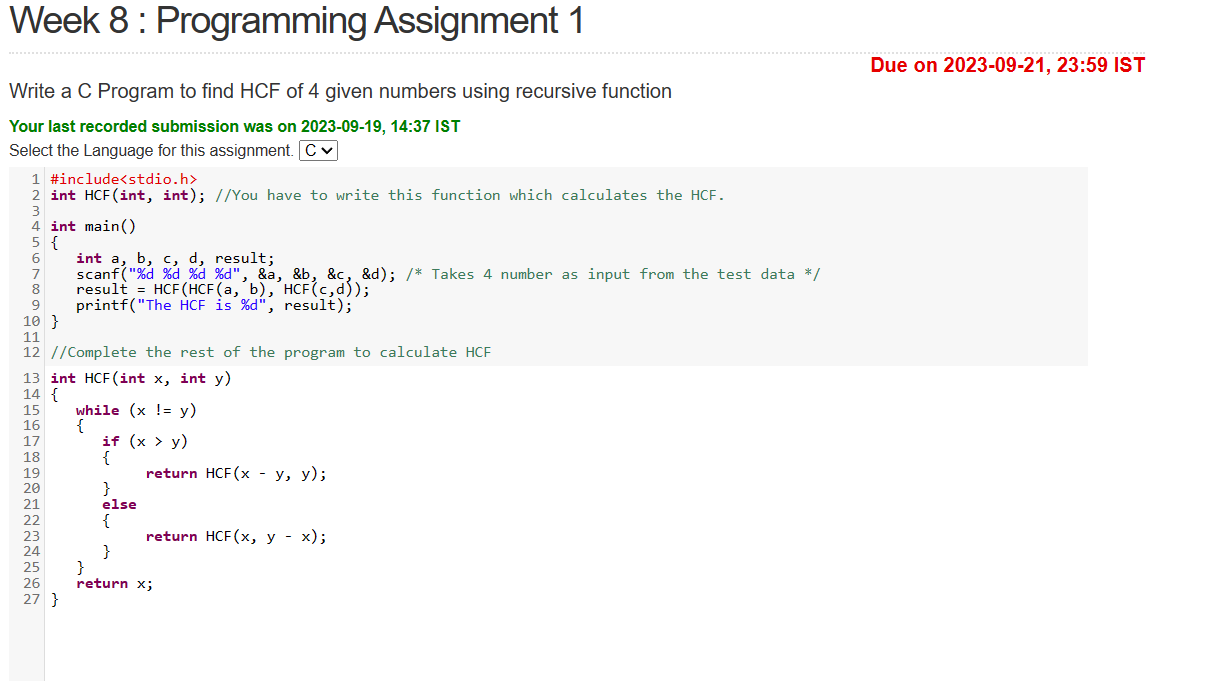 Week 8 : Programming Assignment 1
Due on 2023-09-21, 23:59 IST
Write a C Program to find HCF of 4 given numbers using recursive function
Your last recorded submission was on 2023-09-19, 14:37 IST
Select the Language for this assignment. C
1 #include<stdio.h>
2 int HCF(int, int); //You have to write this function which calculates the HCF.
3
4 int main()
5 {
6    int a, b, c, d, result;
7    scanf("%d %d %d %d", &a, &b, &c, &d); /* Takes 4 number as input from the test data */
8    result = HCF(HCF(a, b), HCF(c,d));
9    printf("The HCF is %d", result);
10 }
11
12 //Complete the rest of the program to calculate HCF
13 int HCF(int x, int y)
14 {
15    while (x != y)
16    {
17       if (x > y)
18       {
19            return HCF(x - y, y);
20       }
21       else
22       {
23            return HCF(x, y - x);
24       }
25    }
26    return x;
27 }